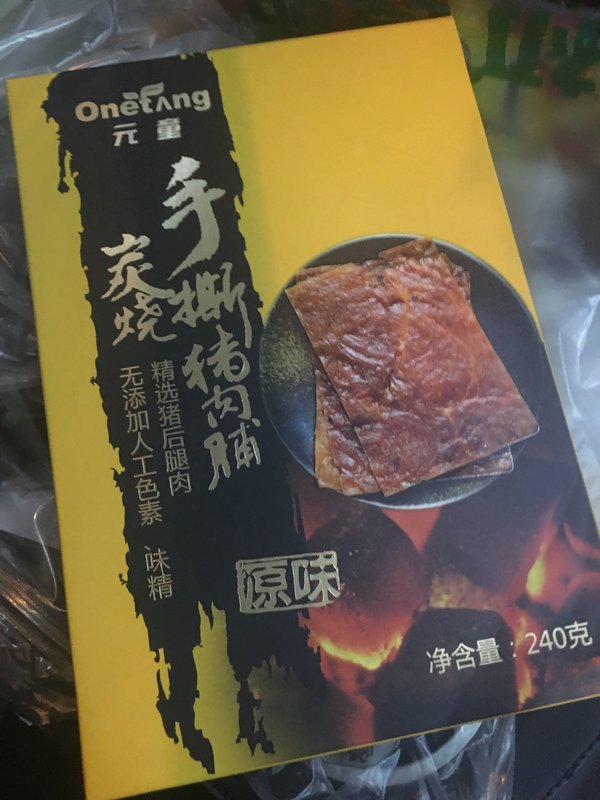 Onetang
元童
炭烧
手撕猪肉脯
精选猪后腿肉
无添加人工色素 味精
原味
净含量：240克